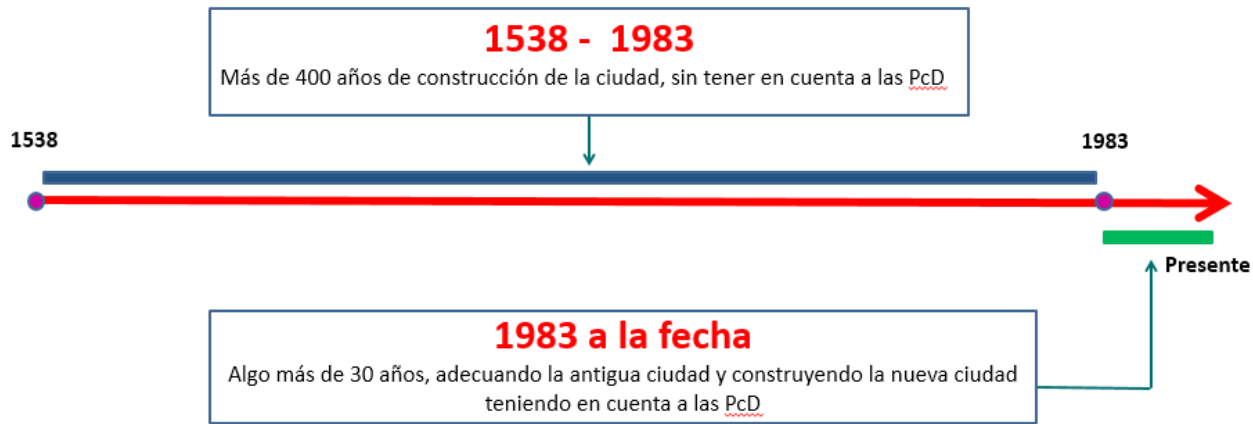 1538 - 1983
Más de 400 años de construcción de la ciudad, sin tener en cuenta a las PcD
1538
1983
Presente
1983 a la fecha
Algo más de 30 años, adecuando la antigua ciudad y construyendo la nueva ciudad
teniendo en cuenta a las PcD